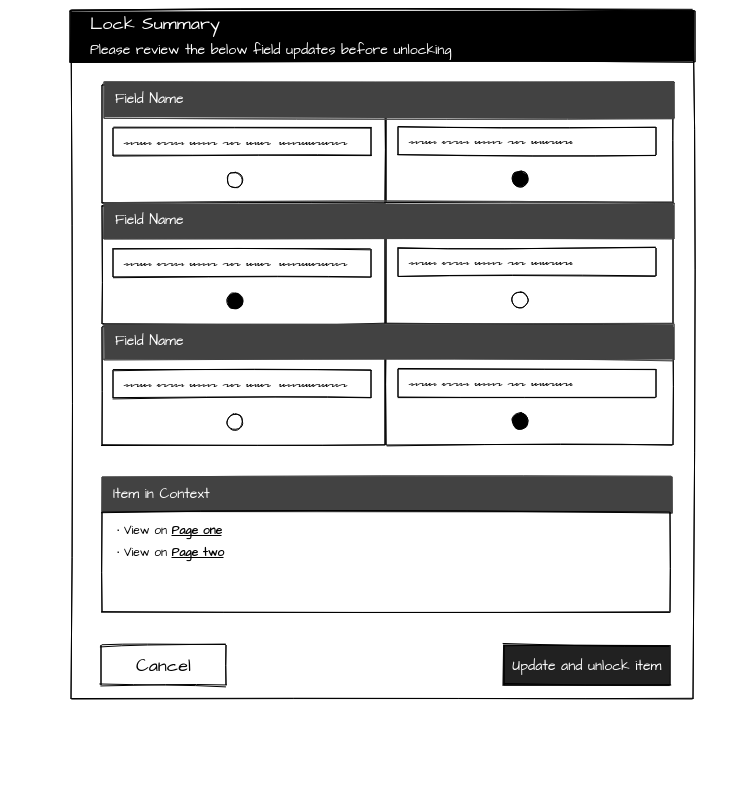 Lock Summary
Please review the below field updates before unlocking
Field Name
Field Name
Field Name
Item in Context
· View on Page one
· View on Page two
Cancel
Update and unlock item